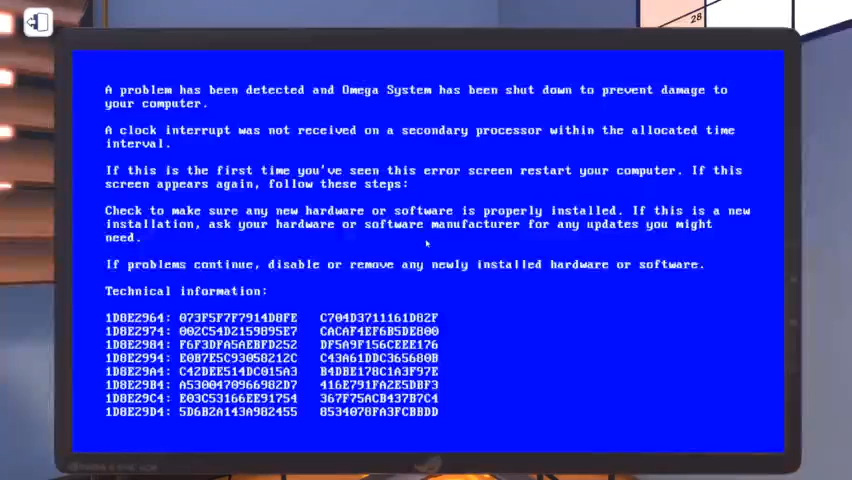 28
A problem has been detected and Omega System has been shut down to prevent damage to
your computer.
A clock interrupt was not received on a secondary processor within the allocated time
interval.
If this is the first time you've seen this error screen restart your computer. If this
screen appears again, follow these steps:
Check to make sure any new hardware or software is properly installed. If this is a new
installation, ask your hardware or software manufacturer for any updates you might
need.
If problems continue, disable or remove any newly installed hardware or software.
Technical information:
1D8E2964: 073F5F7F7914D8FE C704D3711161D82F
1D8E2974: 002C54D2159895E7 CACAF4EF6B5DE800
1D8E2984: F6F3DFA5AEBFD252 DF5A9F156CEEE176
1D8E2994: E0B7E5C93058212C C43A61DDC365680B
1D8E29A4: C42DEE514DC015A3 B4DBE178C1A3F97E
1D8E29B4: A5300470966982D7 416E791FA2E5DBF3
1D8E29C4: E03C53166EE91754 367F75ACB437B7C4
1D8E29D4: 5D6B2A143A982455 8534078FA3FCBBDD